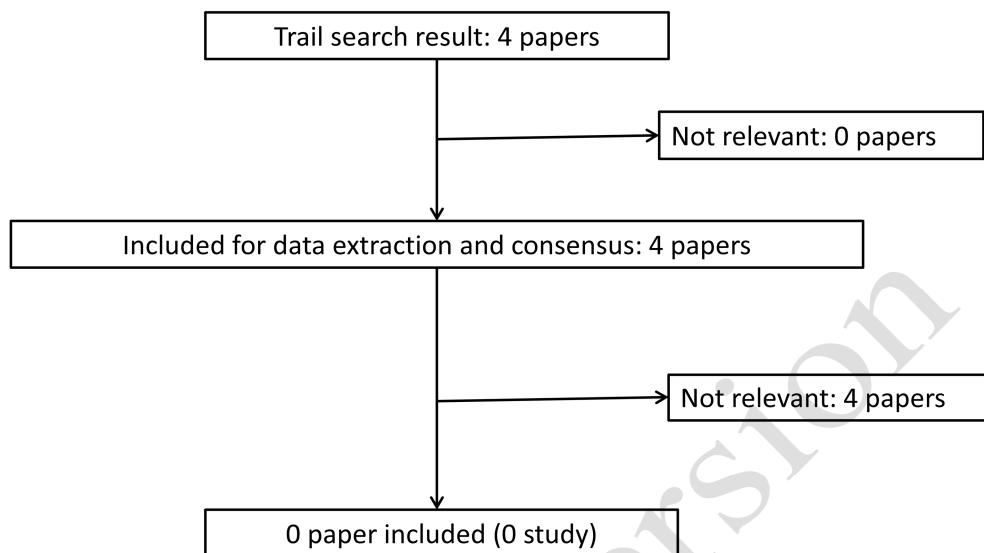 Trail search result: 4 papers
Not relevant: 0 papers
Included for data extraction and consensus: 4 papers
Not relevant: 4 papers
0 paper included (0 study)
ersion